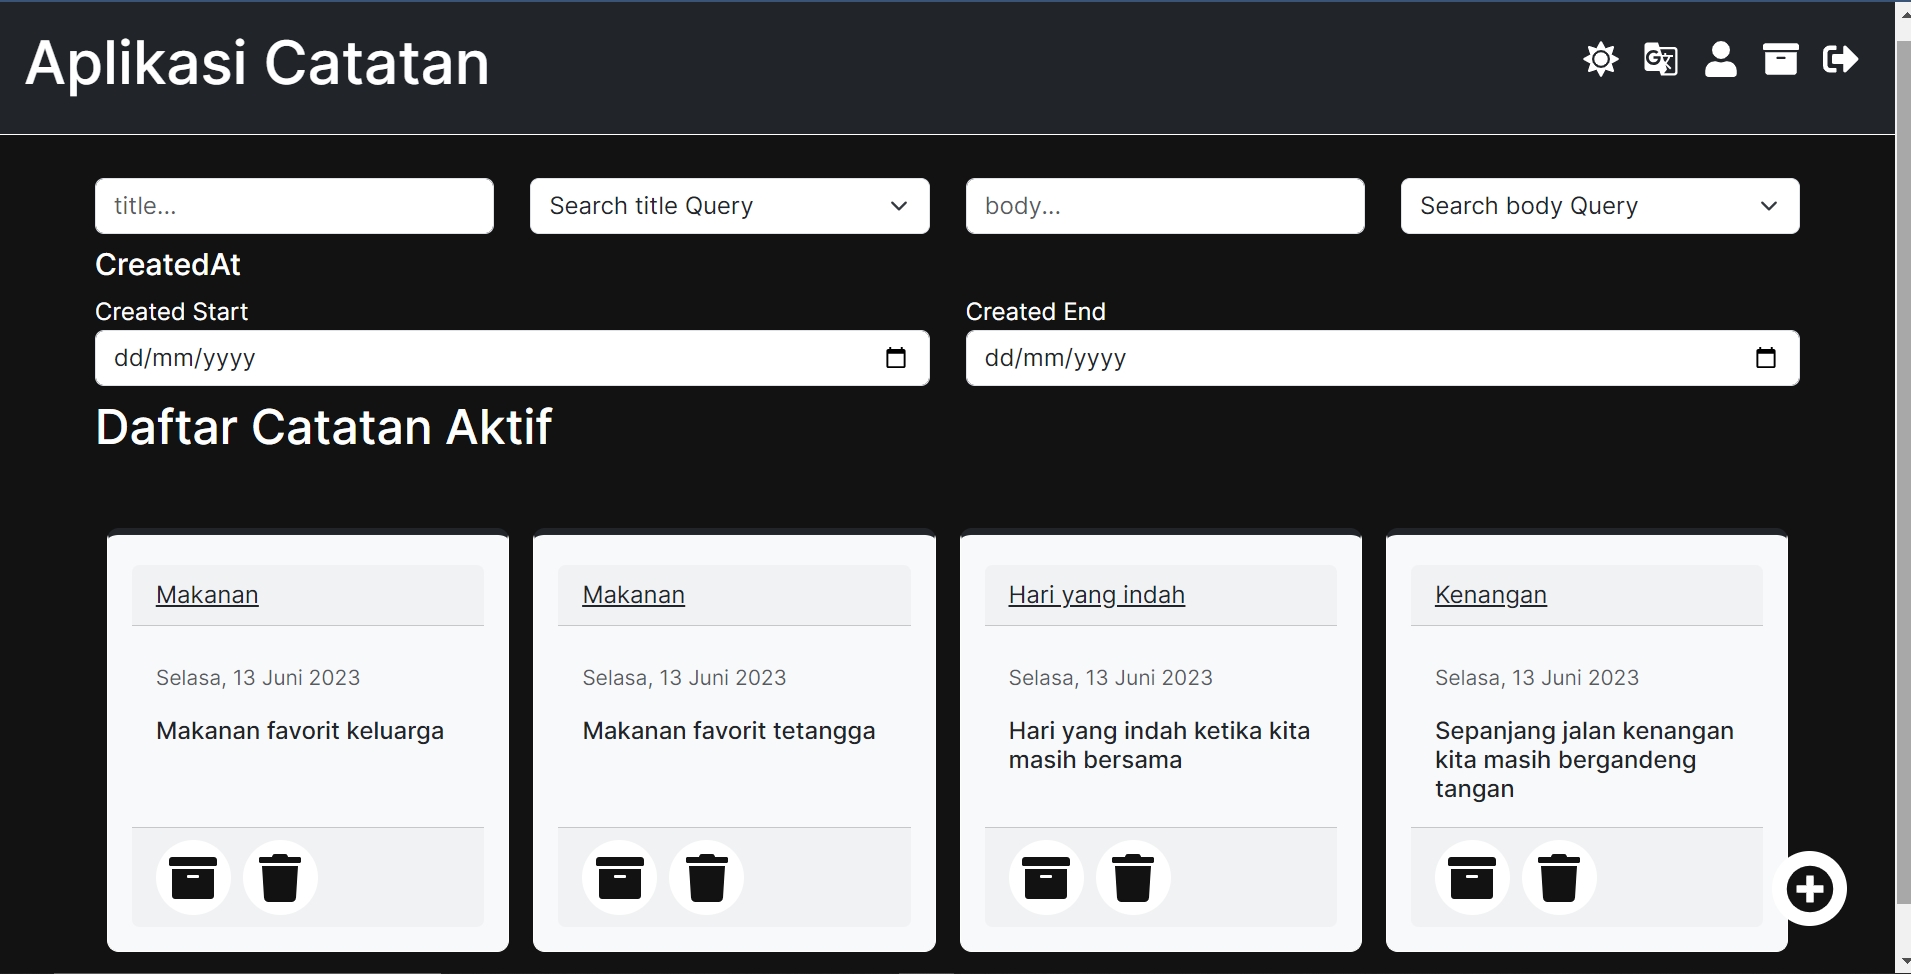 Aplikasi Catatan
title...
Search title Query
body...
Search body Query
CreatedAt
Created Start
Created End
dd/mm/yyyy
dd/mm/yyyy
Daftar Catatan Aktif
Makanan
Selasa, 13 Juni 2023
Makanan favorit keluarga
Makanan
Selasa, 13 Juni 2023
Makanan favorit tetangga
Hari yang indah
Selasa, 13 Juni 2023
Hari yang indah ketika kita
masih bersama
Kenangan
Selasa, 13 Juni 2023
Sepanjang jalan kenangan
kita masih bergandeng
tangan